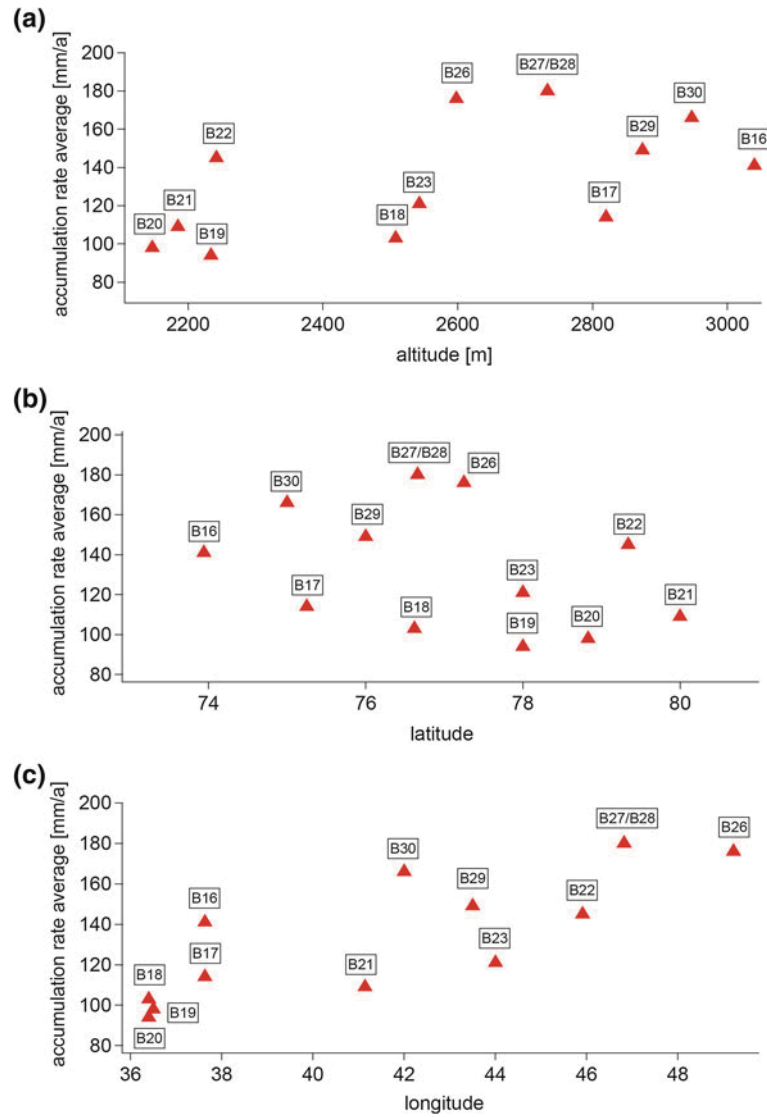 (a)
accumulation rate average [mm/a]
200
180
160
140
120
100
80
B20
B21
B22
B19
B18
B23
B26
B27/B28
B17
B29
B30
B16
2200
2400
2600
2800
3000
altitude [m]
(b)
accumulation rate average [mm/a]
200
180
160
140
120
100
80
B16
B30
B17
B29
B27/B28
B18
B26
B23
B19
B20
B22
B21
74
76
78
80
latitude
(c)
accumulation rate average [mm/a]
200
180
160
140
120
100
80
B18
B20
B19
B16
B17
B21
B30
B29
B23
B22
B27/B28
B26
36
38
40
42
44
46
48
longitude